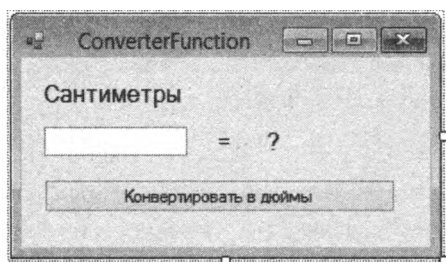 ConverterFunction
Сантиметры
= ?
Конвертировать в дюймы